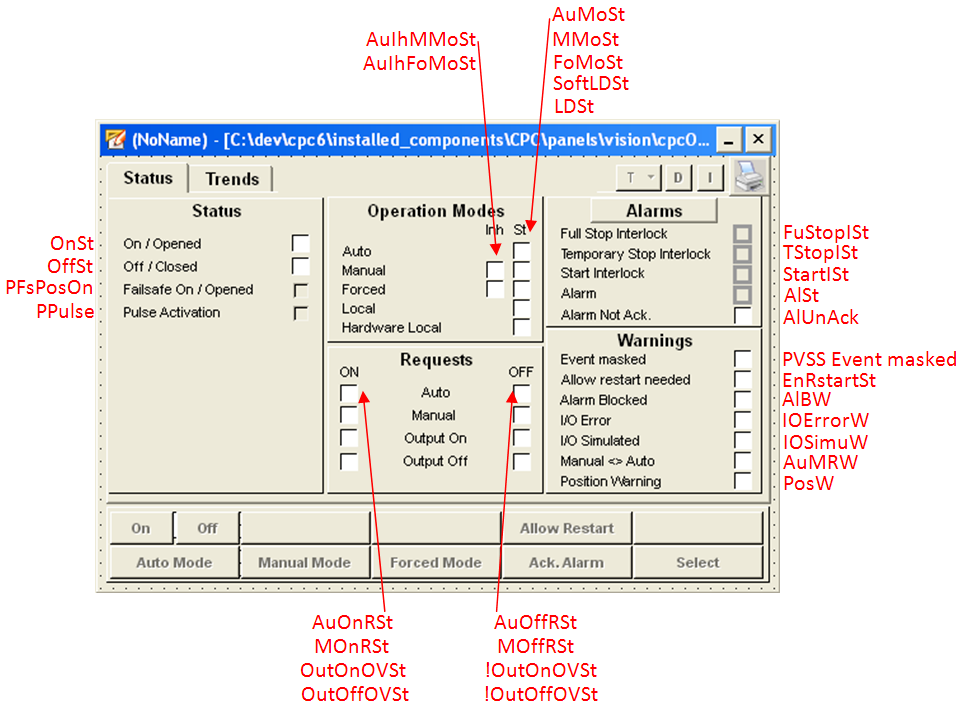 AuMoSt
MMoSt
FoMoSt
SoftLDSt
LDSt
AuIhMMoSt
AuIhFoMoSt
(NoName) - [C:\dev\cpc6\installed_components\CPC\panels\vision\cpcO...
Status Trends T D I
Status
On / Opened
Off / Closed
Failsafe On / Opened
Pulse Activation
OnSt
OffSt
PFsPosOn
PPulse
Operation Modes
Inh St
Auto
Manual
Forced
Local
Hardware Local
Requests
ON OFF
Auto
Manual
Output On
Output Off
Alarms
Full Stop Interlock
Temporary Stop Interlock
Start Interlock
Alarm
Alarm Not Ack.
FuStopISt
TStopISt
StartISt
AlSt
AlUnAck
Warnings
Event masked
Allow restart needed
Alarm Blocked
I/O Error
I/O Simulated
Manual <> Auto
Position Warning
PVSS Event masked
EnRstartSt
AlBW
IOErrorW
IOSimuW
AuMRW
PosW
On Off Allow Restart
Auto Mode Manual Mode Forced Mode Ack. Alarm Select
AuOnRSt
MOnRSt
OutOnOVSt
OutOffOVSt
AuOffRSt
MOffRSt
!OutOnOVSt
!OutOffOVSt